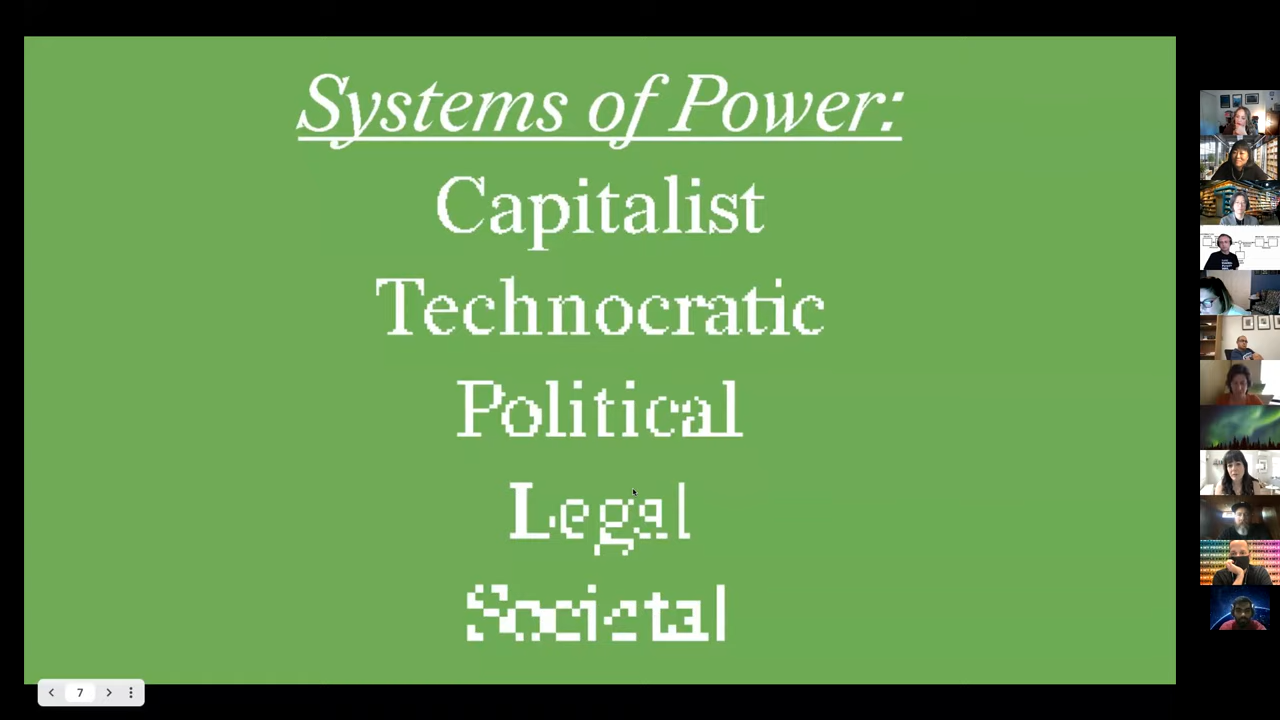 Systems of Power:
Capitalist
Technocratic
Political
Legal
Societal
7